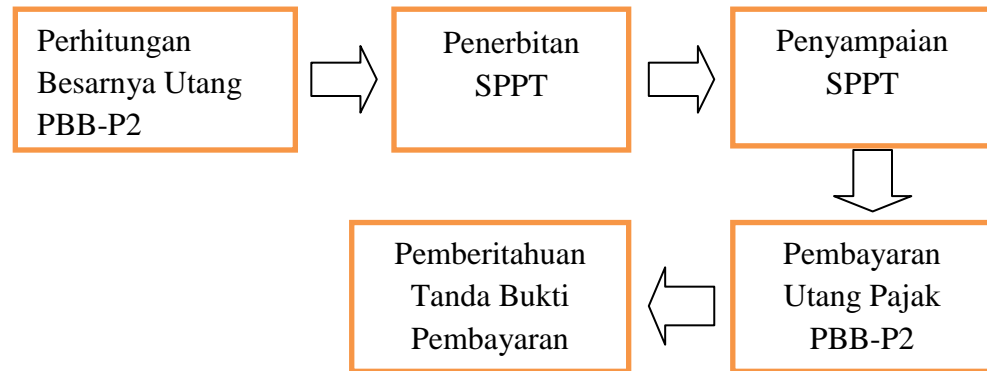 Perhitungan
Besarnya Utang
PBB-P2
Penerbitan
SPPT
Penyampaian
SPPT
Pembayaran
Utang Pajak
PBB-P2
Pemberitahuan
Tanda Bukti
Pembayaran